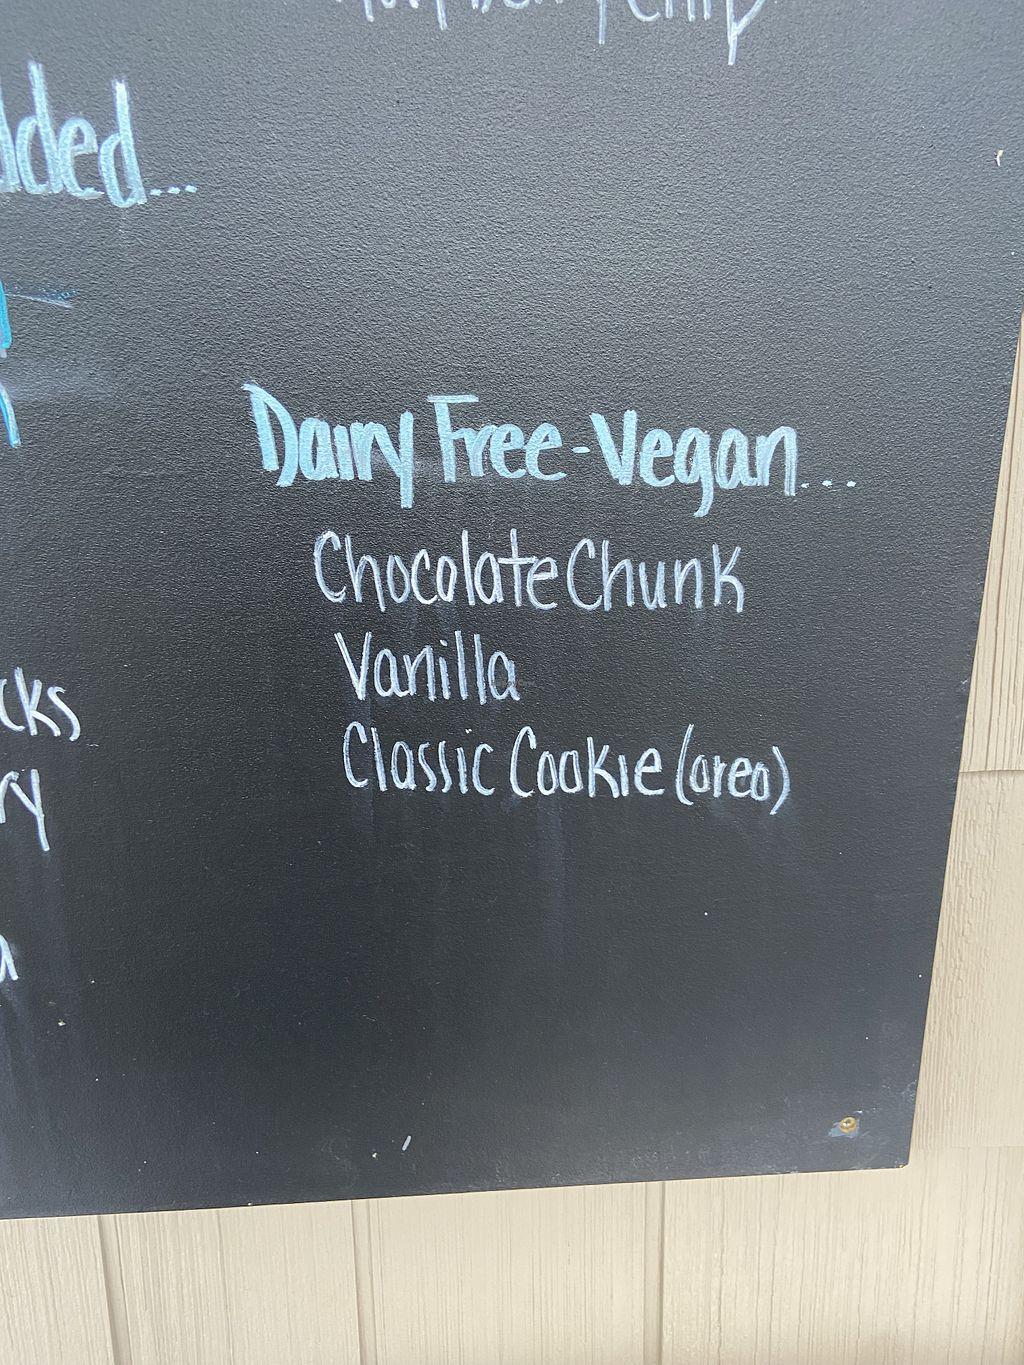 Dairy Free-Vegan...
Chocolate Chunk
Vanilla
Classic Cookie (oreo)